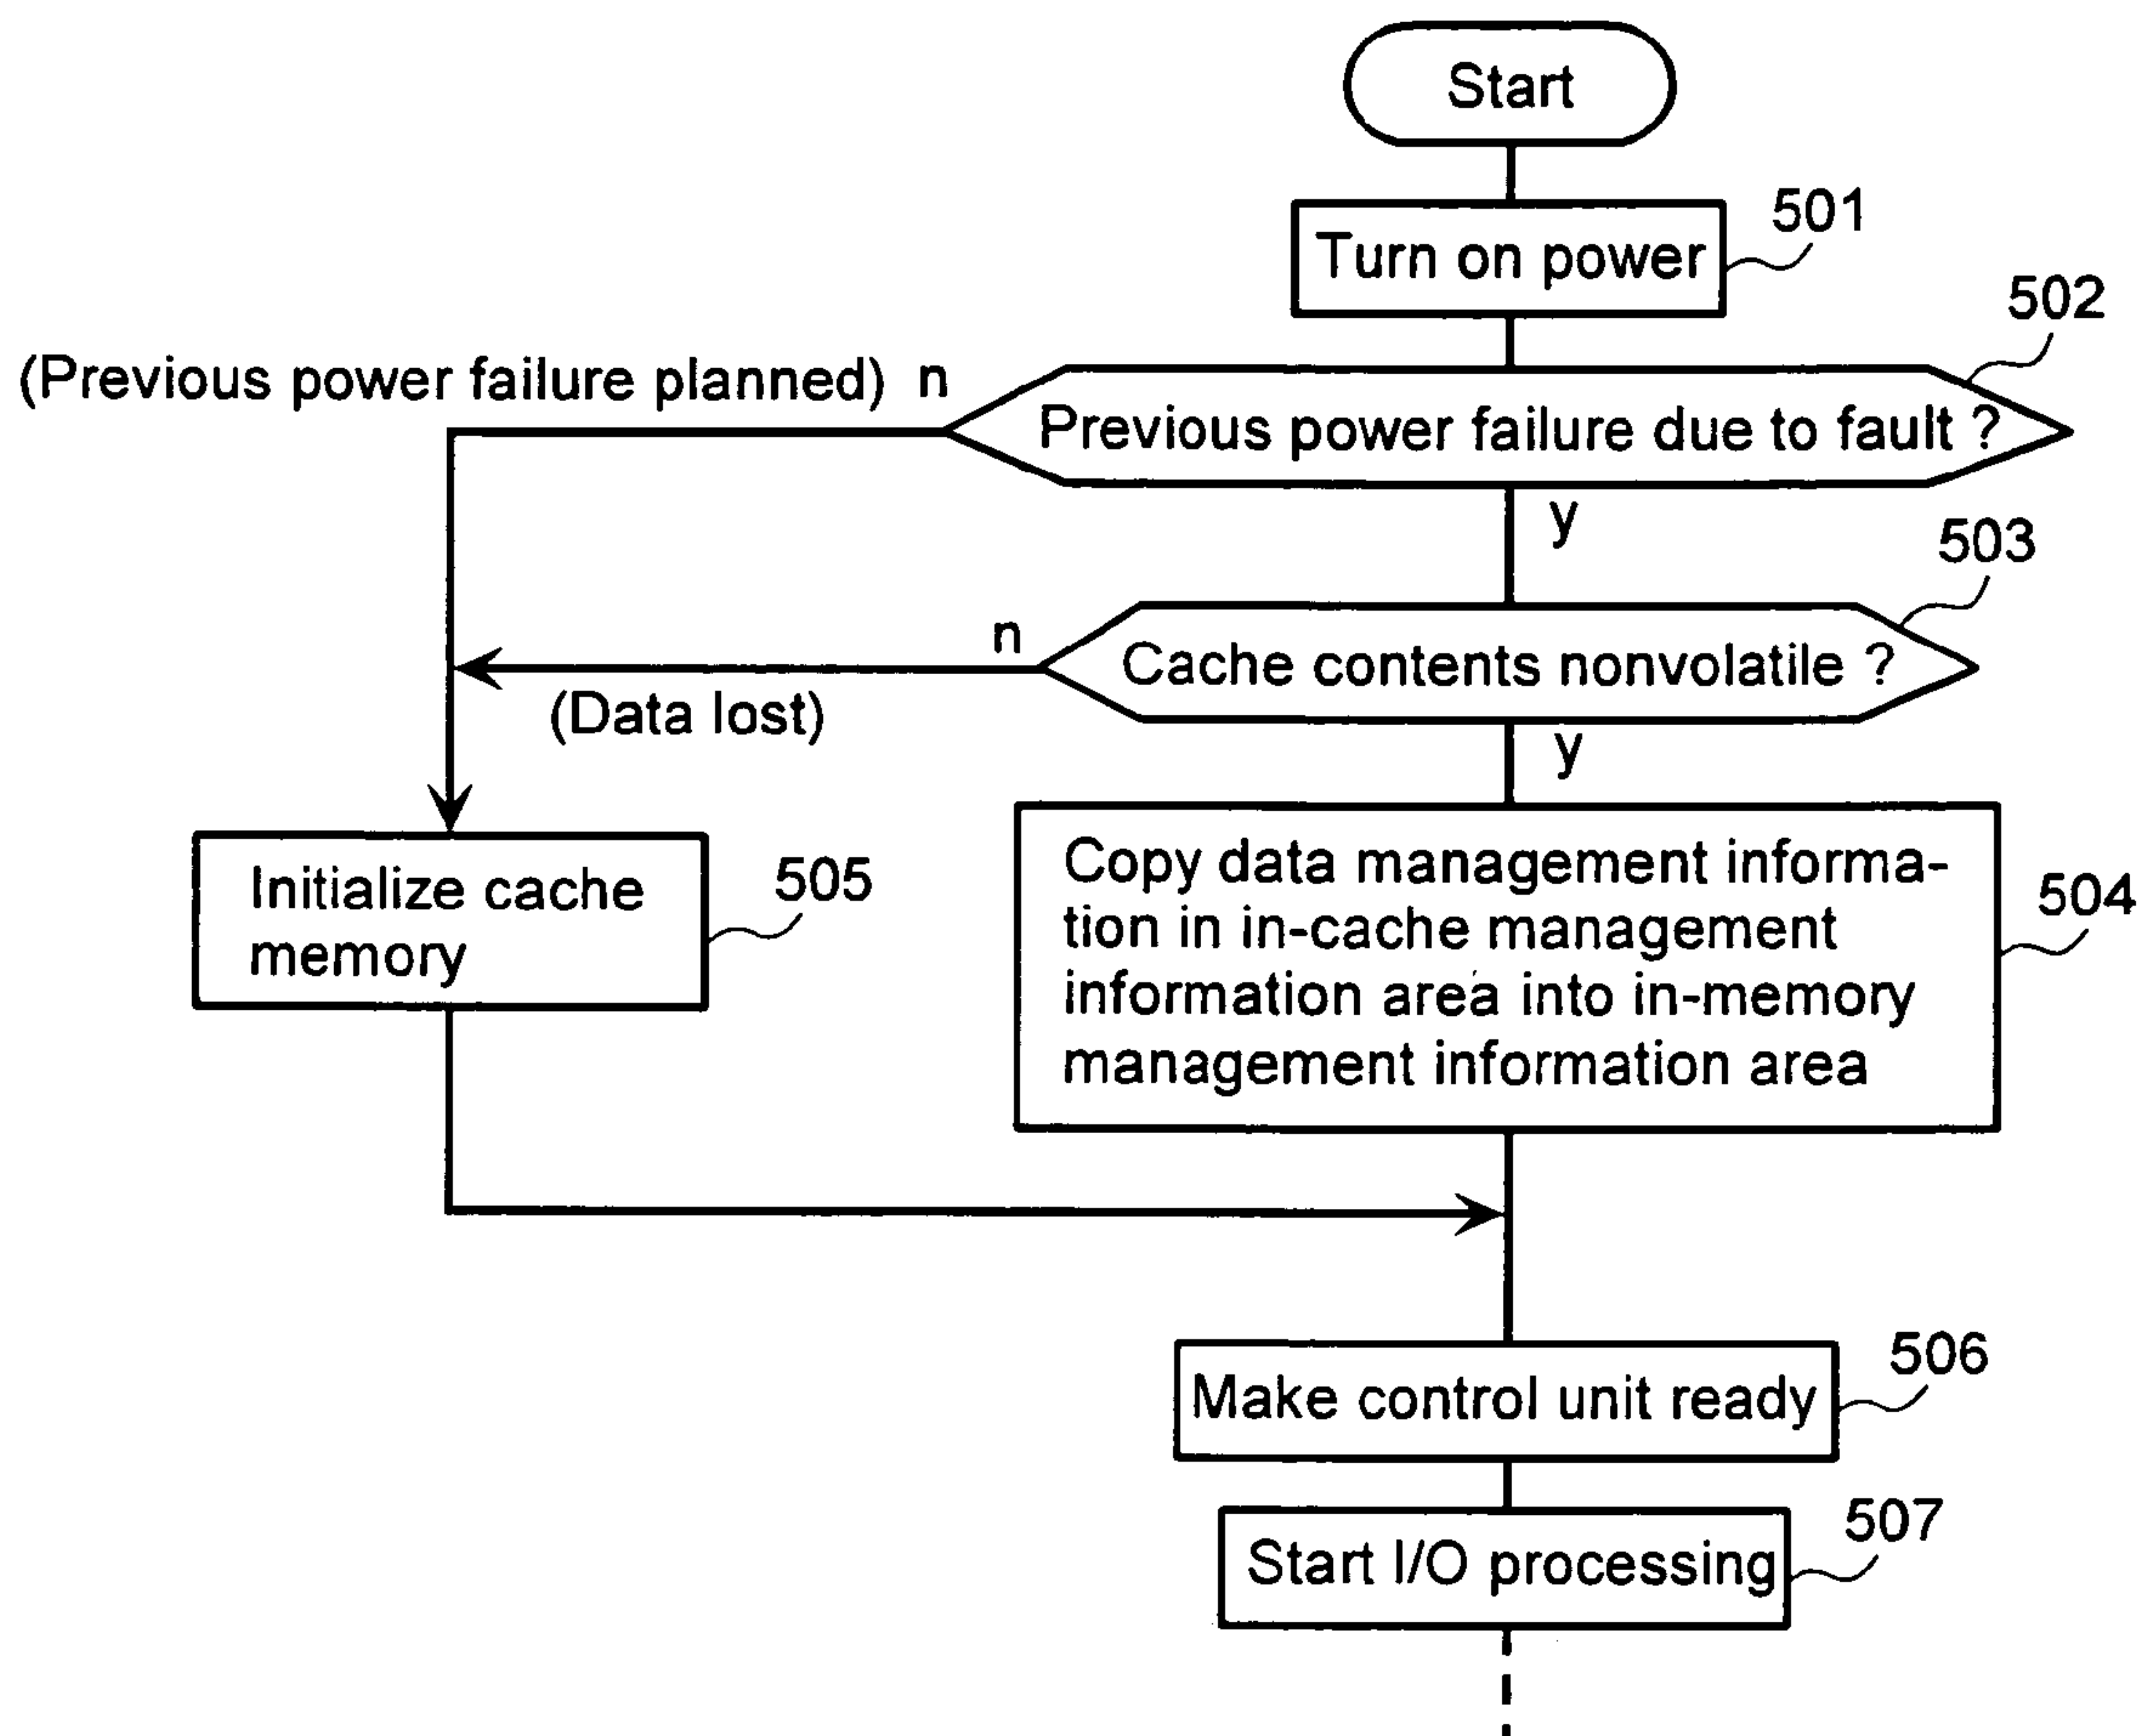 Start
Turn on power
501
502
(Previous power failure planned) n
Previous power failure due to fault ?
y
503
n
Cache contents nonvolatile ?
(Data lost)
y
Initialize cache
memory
505
Copy data management informa-
tion in in-cache management
information area into in-memory
management information area
504
Make control unit ready
506
Start I/O processing
507